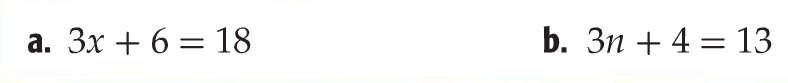 a. 3x + 6 = 18 b. 3n + 4 = 13